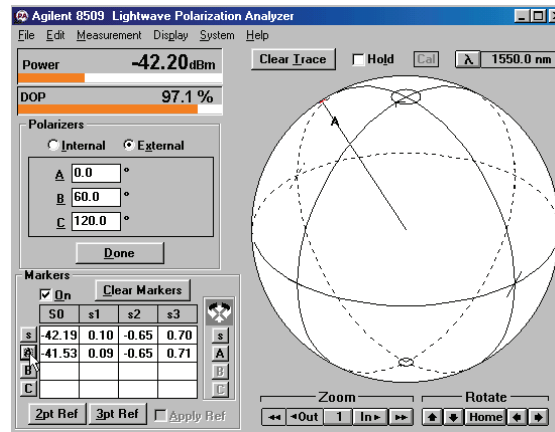 Agilent 8509 Lightwave Polarization Analyzer
File Edit Measurement Display System Help
Power -42.20dBm
DOP 97.1 %
Clear Trace Hold Cal λ 1550.0 nm
Polarizers
Internal External
A 0.0 °
B 60.0 °
C 120.0 °
Done
Markers
On Clear Markers
S0 s1 s2 s3
s -42.19 0.10 -0.65 0.70 s
A -41.53 0.09 -0.65 0.71 A
B B
C C
2pt Ref 3pt Ref Apply Ref
A
Zoom
Out 1 In
Rotate
Home